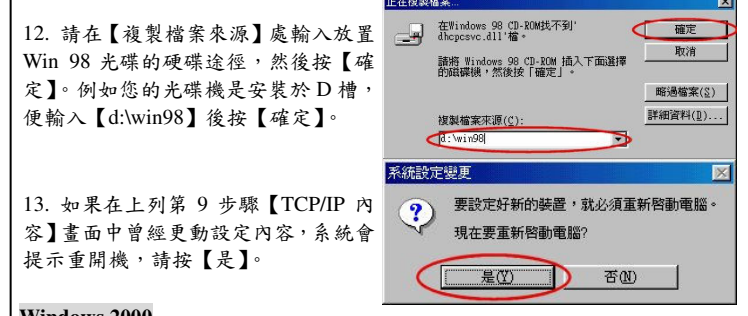 12. 請在【複製檔案來源】處輸入放置
Win 98 光碟的硬碟途徑，然後按【確
定】。例如您的光碟機是安裝於 D 槽，
便輸入【d:\win98】後按【確定】。
正在複製檔案...
在Windows 98 CD-ROM找不到'
dhcpcsvc.dll'檔。
請將 Windows 98 CD-ROM 插入下面選擇
的磁碟機，然後按「確定」。
複製檔案來源(C):
d:\win98
確定
取消
略過檔案(S)
詳細資料(D)...
13. 如果在上列第 9 步驟【TCP/IP 內
容】畫面中曾經更動設定內容，系統會
提示重開機，請按【是】。
系統設定變更
要設定好新的裝置，就必須重新啓動電腦。
現在要重新啓動電腦?
是(Y)
否(N)
Windows 2000